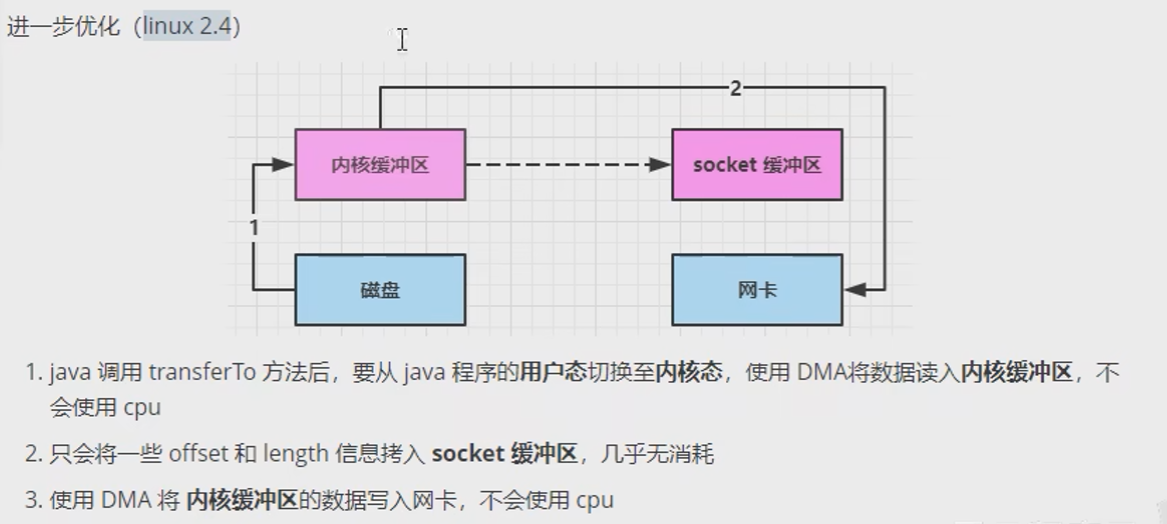 进一步优化（linux 2.4）
2
内核缓冲区
socket 缓冲区
1
磁盘
网卡
1. java 调用 transferTo 方法后，要从 java 程序的用户态切换至内核态，使用 DMA将数据读入内核缓冲区，不
会使用 cpu
2. 只会将一些 offset 和 length 信息拷入 socket 缓冲区，几乎无消耗
3. 使用 DMA 将 内核缓冲区的数据写入网卡，不会使用 cpu